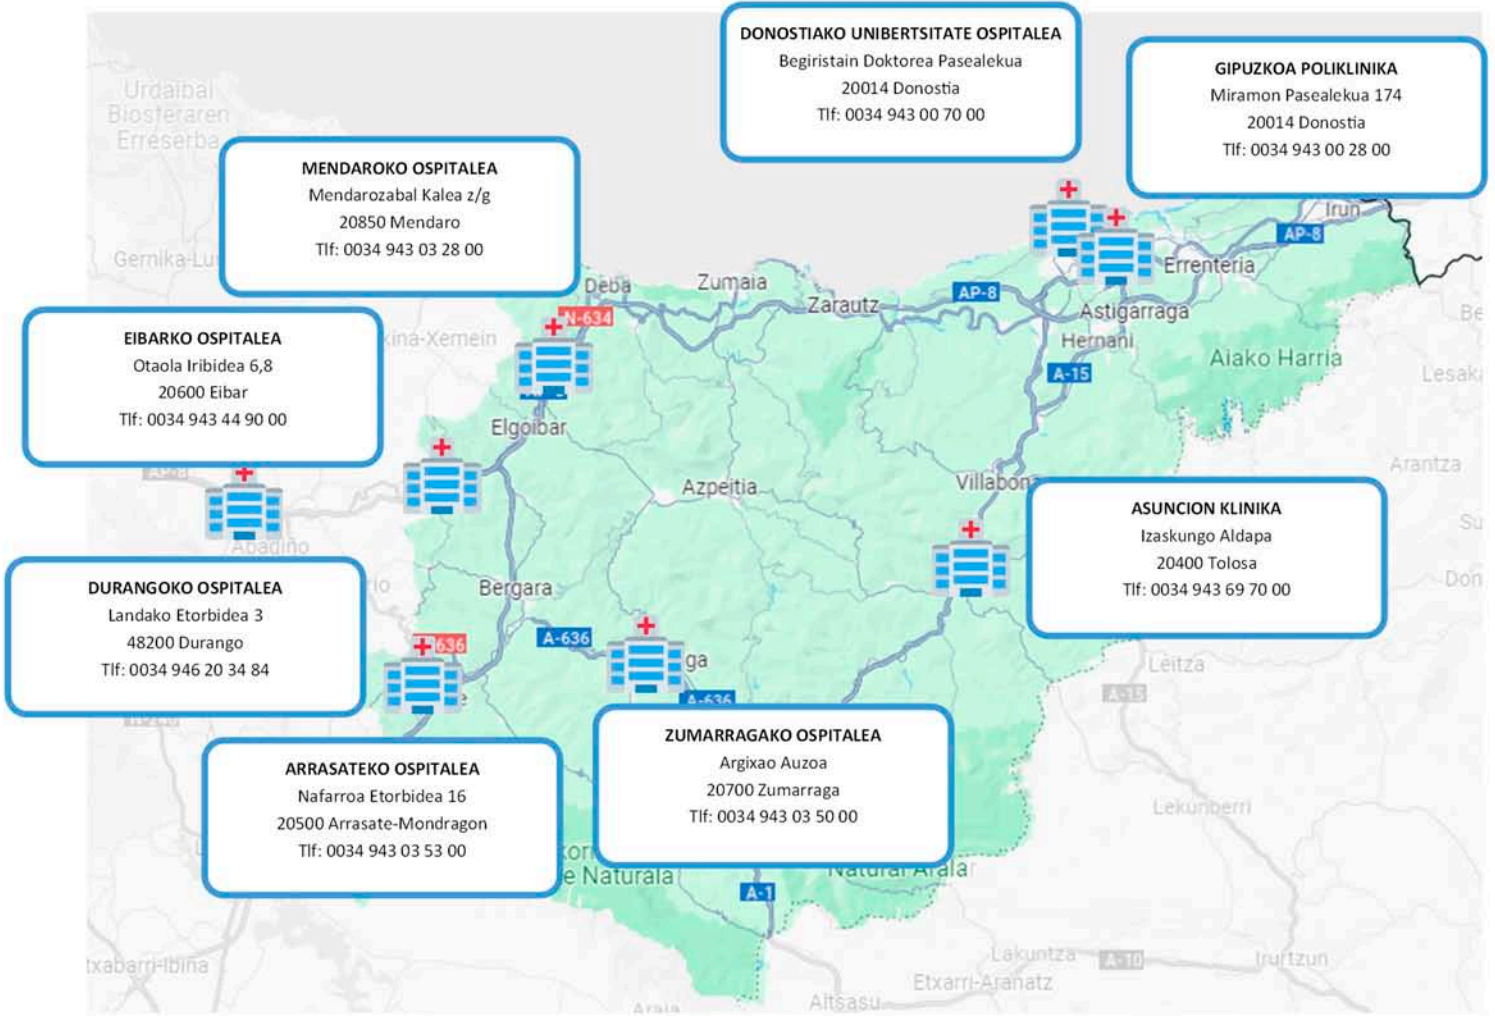 DONOSTIAKO UNIBERTSITATE OSPITALEA
Begiristain Doktorea Pasealekua
20014 Donostia
Tlf: 0034 943 00 70 00
GIPUZKOA POLIKLINIKA
Miramon Pasealekua 174
20014 Donostia
Tlf: 0034 943 00 28 00
Urdaibai
Biosferaren
Erreserba
MENDAROKO OSPITALEA
Mendarozabal Kalea z/g
20850 Mendaro
Tlf: 0034 943 03 28 00
Irun
AP-8
Errenteria
Deba
Zumaia
Zarautz
AP-8
Astigarraga
N-634
Hernani
Aiako Harria
A-15
EIBARKO OSPITALEA
Otaola Iribidea 6,8
20600 Eibar
Tlf: 0034 943 44 90 00
Elgoibar
Azpeitia
Villabona
Arantza
ASUNCION KLINIKA
Izaskungo Aldapa
20400 Tolosa
Tlf: 0034 943 69 70 00
Abadiño
DURANGOKO OSPITALEA
Landako Etorbidea 3
48200 Durango
Tlf: 0034 946 20 34 84
Bergara
A-636
636
ga
A-636
Leitza
A-15
ZUMARRAGAKO OSPITALEA
Argixao Auzoa
20700 Zumarraga
Tlf: 0034 943 03 50 00
ARRASATEKO OSPITALEA
Nafarroa Etorbidea 16
20500 Arrasate-Mondragon
Tlf: 0034 943 03 53 00
Lekunberri
e Naturala
Natural Aralar
A-1
txabarri-Ibiña
Lakuntza
A-10
Irurtzun
Etxarri-Aranatz
Altsasu